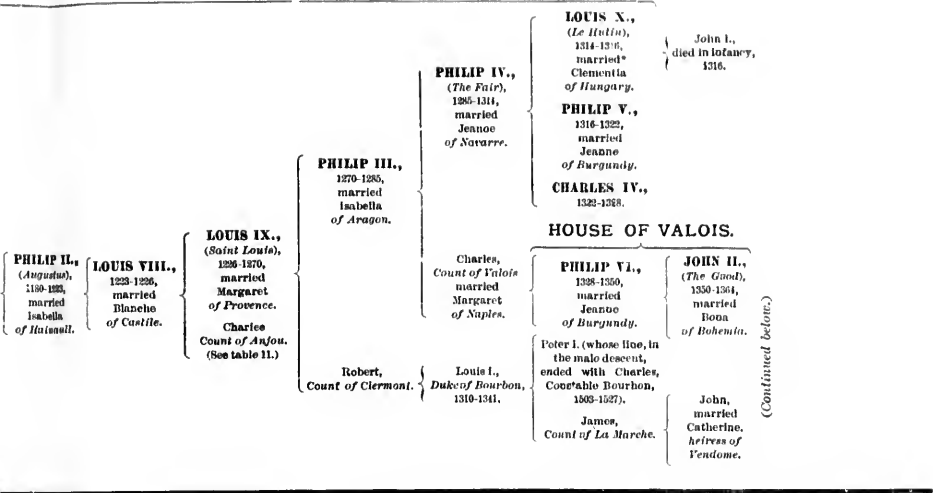 PHILIP II.,
(Augustus),
1180-1223,
married
Isabella
of Hainault.
LOUIS VIII.,
1223-1226,
married
Blanche
of Castile.
LOUIS IX.,
(Saint Louis),
1226-1270,
married
Margaret
of Provence.
Charles
Count of Anjou.
(See table 11.)
PHILIP III.,
1270-1285,
married
Isabella
of Aragon.
Robert,
Count of Clermont.
PHILIP IV.,
(The Fair),
1285-1314,
married
Jeanne
of Navarre.
Charles,
Count of Valois
married
Margaret
of Naples.
Louis I.,
Duke of Bourbon,
1310-1341.
LOUIS X.,
(Le Hutin),
1314-1316,
married*
Clementia
of Hungary.
PHILIP V.,
1316-1322,
married
Jeanne
of Burgundy.
CHARLES IV.,
1322-1328.
John I.,
died in infancy,
1316.
HOUSE OF VALOIS.
PHILIP VI.,
1328-1350,
married
Jeanne
of Burgundy.
JOHN II.,
(The Good),
1350-1364,
married
Bona
of Bohemia.
Peter I. (whose line, in
the male descent,
ended with Charles,
Constable Bourbon,
1503-1527).
James,
Count of La Marche.
John,
married
Catherine,
heiress of
Vendome.
(Continued below.)